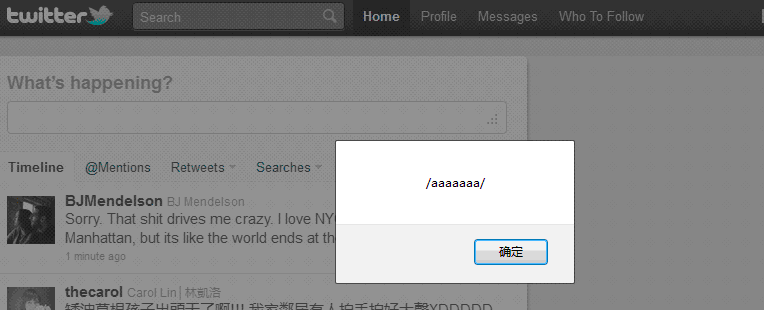 twitter
Search
Home Profile Messages Who To Follow
What's happening?
Timeline @Mentions Retweets Searches
/aaaaaaa/
确定
BJMendelson BJ Mendelson
Sorry. That shit drives me crazy. I love NY
Manhattan, but its like the world ends at th
1 minute ago
thecarol Carol Lin│林凱洛